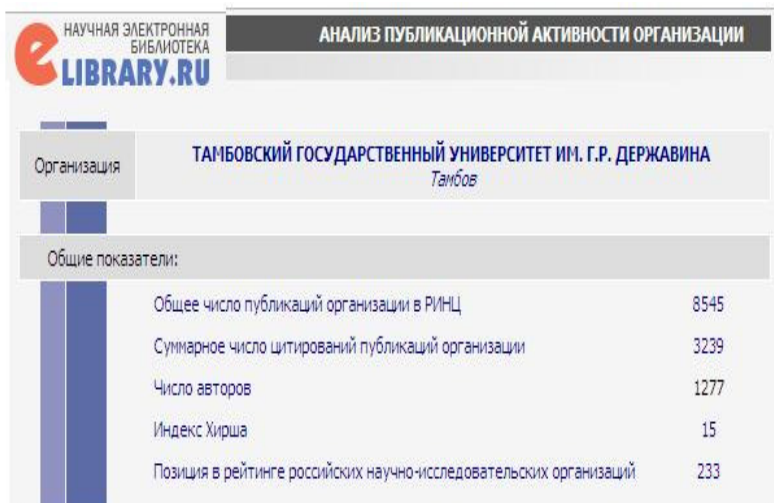 НАУЧНАЯ ЭЛЕКТРОННАЯ
БИБЛИОТЕКА
eLIBRARY.RU
АНАЛИЗ ПУБЛИКАЦИОННОЙ АКТИВНОСТИ ОРГАНИЗАЦИИ
Организация
ТАМБОВСКИЙ ГОСУДАРСТВЕННЫЙ УНИВЕРСИТЕТ ИМ. Г.Р. ДЕРЖАВИНА
Тамбов
Общие показатели:
Общее число публикаций организации в РИНЦ 8545
Суммарное число цитирований публикаций организации 3239
Число авторов 1277
Индекс Хирша 15
Позиция в рейтинге российских научно-исследовательских организаций 233